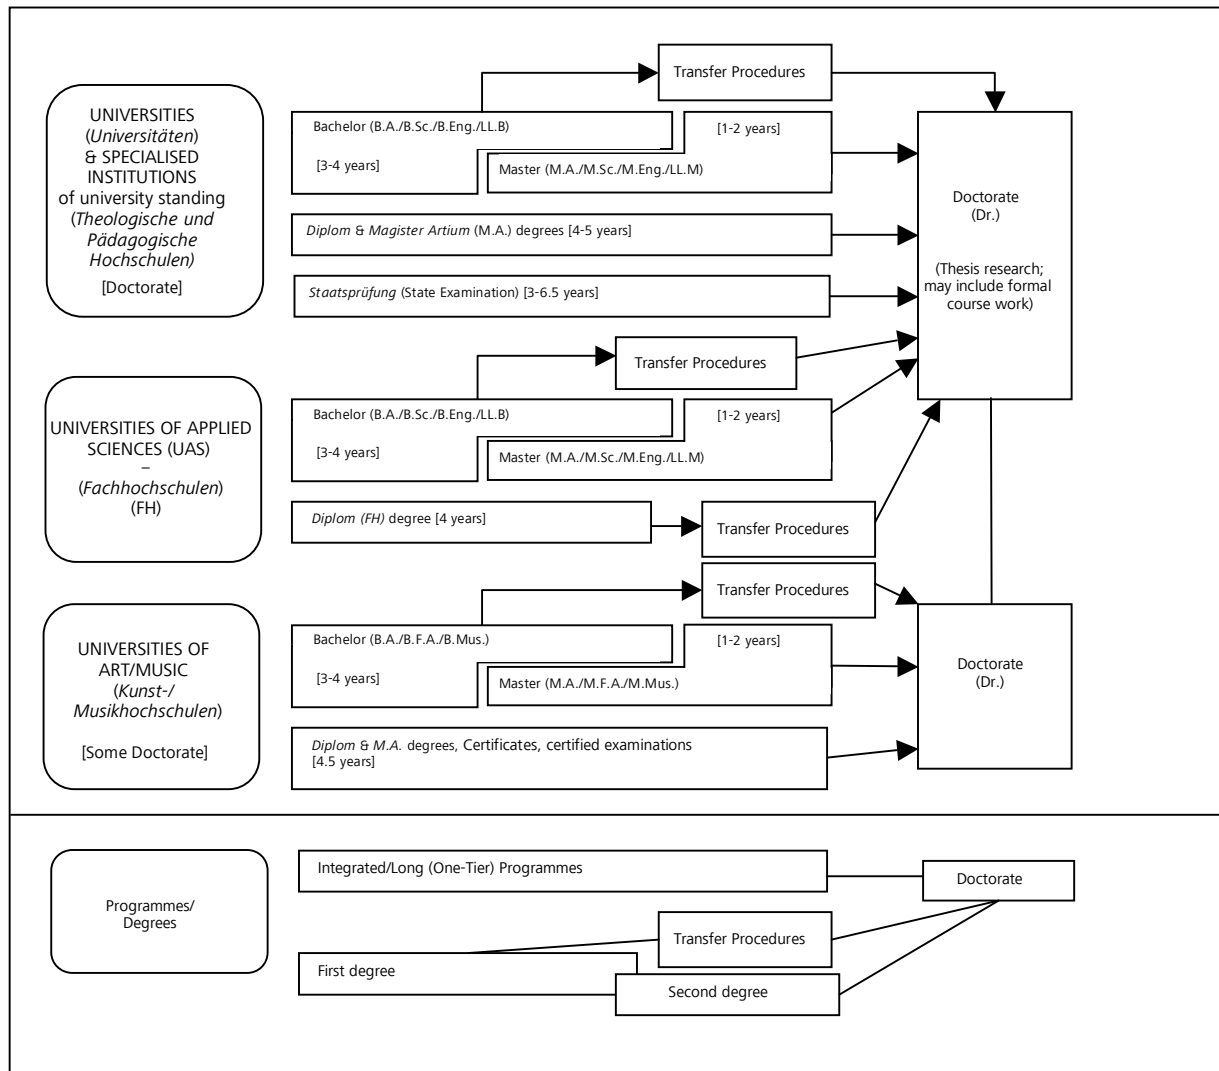 Transfer Procedures
UNIVERSITIES
(Universitäten)
& SPECIALISED
INSTITUTIONS
of university standing
(Theologische und
Pädagogische
Hochschulen)
[Doctorate]
Bachelor (B.A./B.Sc./B.Eng./LL.B)
[3-4 years]
[1-2 years]
Master (M.A./M.Sc./M.Eng./LL.M)
Diplom & Magister Artium (M.A.) degrees [4-5 years]
Staatsprüfung (State Examination) [3-6.5 years]
Doctorate
(Dr.)
(Thesis research;
may include formal
course work)
Transfer Procedures
UNIVERSITIES OF APPLIED
SCIENCES (UAS)
–
(Fachhochschulen)
(FH)
Bachelor (B.A./B.Sc./B.Eng./LL.B)
[3-4 years]
[1-2 years]
Master (M.A./M.Sc./M.Eng./LL.M)
Diplom (FH) degree [4 years]
Transfer Procedures
Transfer Procedures
UNIVERSITIES OF
ART/MUSIC
(Kunst-/
Musikhochschulen)
[Some Doctorate]
Bachelor (B.A./B.F.A./B.Mus.)
[3-4 years]
[1-2 years]
Master (M.A./M.F.A./M.Mus.)
Diplom & M.A. degrees, Certificates, certified examinations
[4.5 years]
Doctorate
(Dr.)
Programmes/
Degrees
Integrated/Long (One-Tier) Programmes
Doctorate
Transfer Procedures
First degree
Second degree